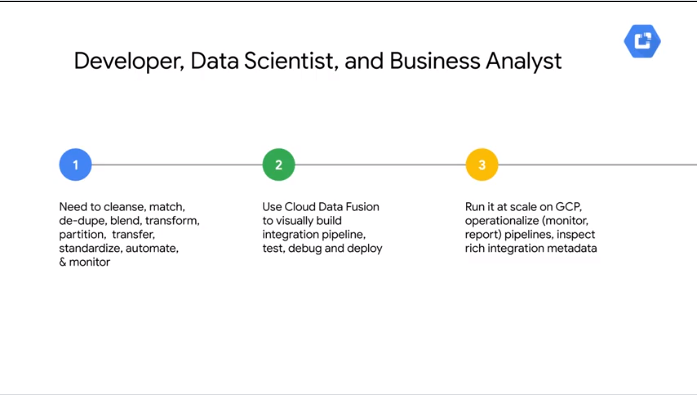 Developer, Data Scientist, and Business Analyst
1
Need to cleanse, match,
de-dupe, blend, transform,
partition, transfer,
standardize, automate,
& monitor
2
Use Cloud Data Fusion
to visually build
integration pipeline,
test, debug and deploy
3
Run it at scale on GCP,
operationalize (monitor,
report) pipelines, inspect
rich integration metadata